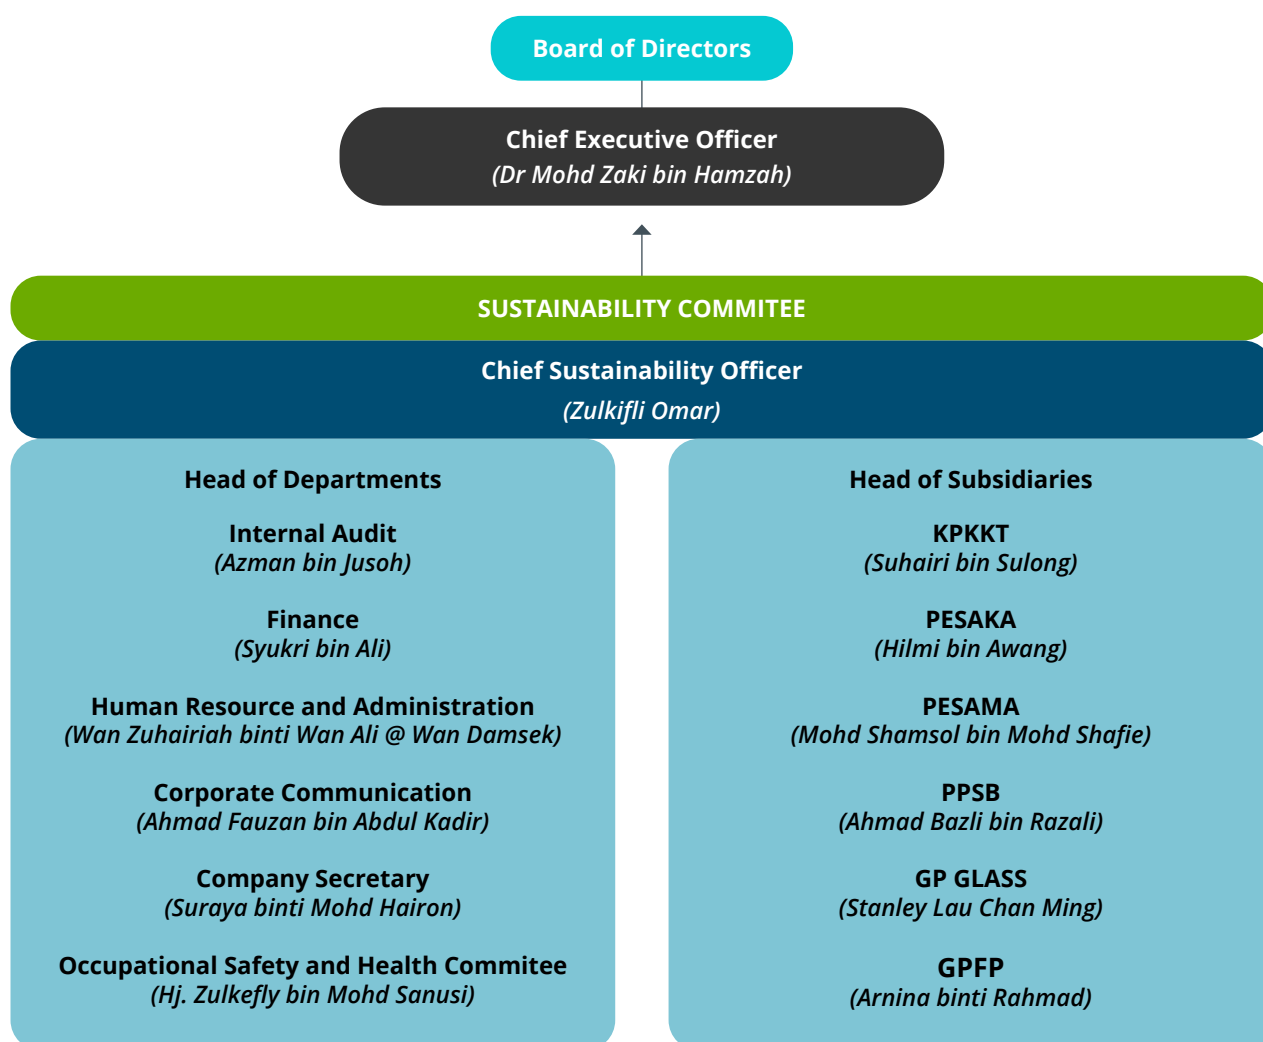 Board of Directors
Chief Executive Officer
(Dr Mohd Zaki bin Hamzah)
SUSTAINABILITY COMMITEE
Chief Sustainability Officer
(Zulkifli Omar)
Head of Departments
Internal Audit
(Azman bin Jusoh)
Finance
(Syukri bin Ali)
Human Resource and Administration
(Wan Zuhairiah binti Wan Ali @ Wan Damsek)
Corporate Communication
(Ahmad Fauzan bin Abdul Kadir)
Company Secretary
(Suraya binti Mohd Hairon)
Occupational Safety and Health Commitee
(Hj. Zulkefly bin Mohd Sanusi)
Head of Subsidiaries
KPKKT
(Suhairi bin Sulong)
PESAKA
(Hilmi bin Awang)
PESAMA
(Mohd Shamsol bin Mohd Shafie)
PPSB
(Ahmad Bazli bin Razali)
GP GLASS
(Stanley Lau Chan Ming)
GPFP
(Arnina binti Rahmad)